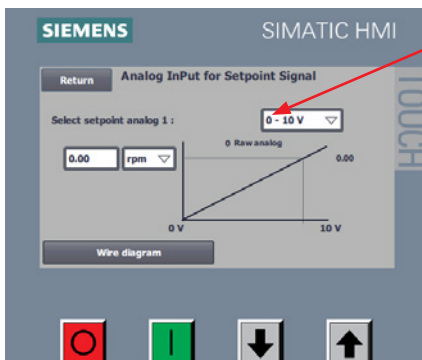 SIEMENS
SIMATIC HMI
TOUCH
Return
Analog InPut for Setpoint Signal
Select setpoint analog 1 :
0 - 10 V
0 Raw analog
0.00
rpm
0.00
0 V
10 V
Wire diagram